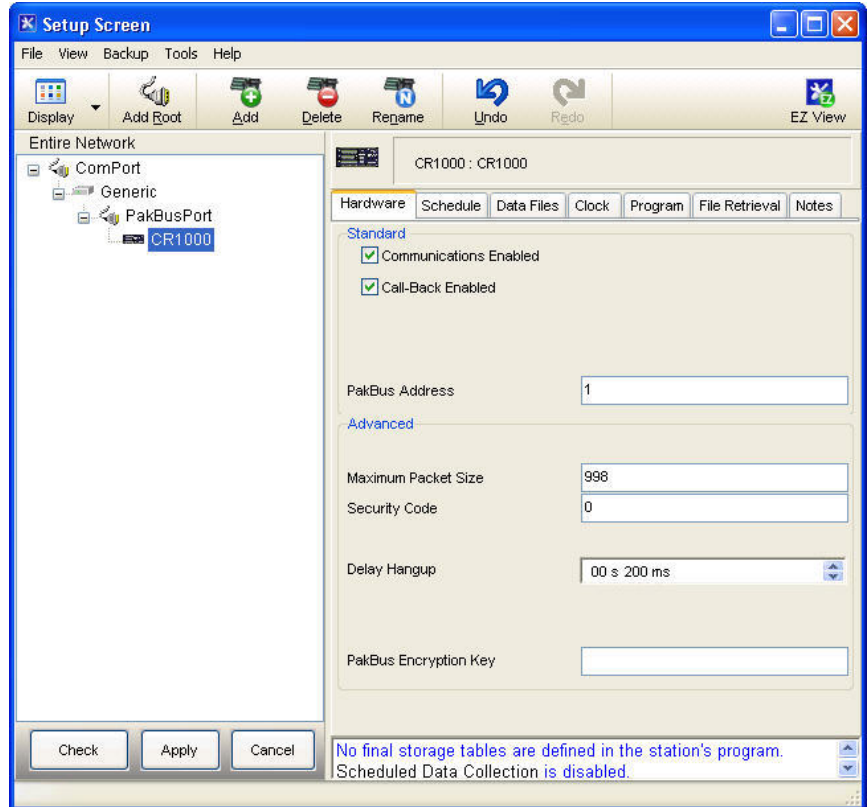 Setup Screen
File View Backup Tools Help
Display Add Root Add Delete Rename Undo Redo EZ View
Entire Network
ComPort
Generic
PakBusPort
CR1000
CR1000 : CR1000
Hardware Schedule Data Files Clock Program File Retrieval Notes
Standard
Communications Enabled
Call-Back Enabled
PakBus Address 1
Advanced
Maximum Packet Size 998
Security Code 0
Delay Hangup 00 s 200 ms
PakBus Encryption Key
Check Apply Cancel
No final storage tables are defined in the station's program.
Scheduled Data Collection is disabled.